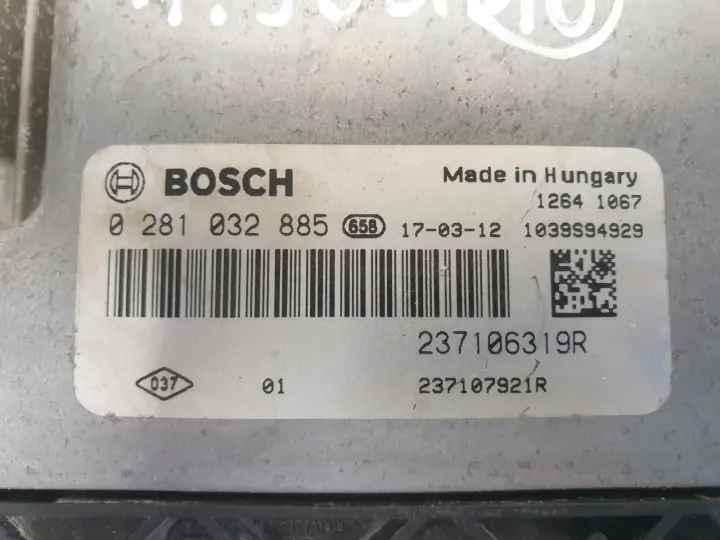 BOSCH
Made in Hungary
1264 1067
0 281 032 885 65B 17-03-12 1039S94929
237106319R
037 01 237107921R